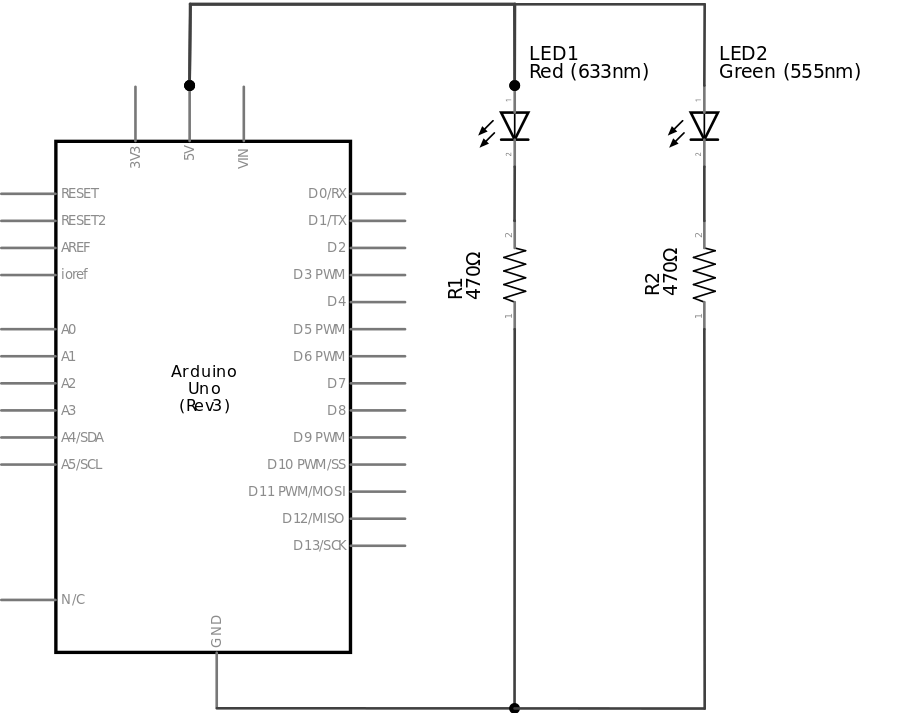 LED1
Red (633nm)
LED2
Green (555nm)
1
1
2
2
3V3
5V
VIN
RESET
RESET2
AREF
ioref
A0
A1
A2
A3
A4/SDA
A5/SCL
N/C
D0/RX
D1/TX
D2
D3 PWM
D4
D5 PWM
D6 PWM
D7
D8
D9 PWM
D10 PWM/SS
D11 PWM/MOSI
D12/MISO
D13/SCK
Arduino
Uno
(Rev3)
GND
2
R1
470Ω
1
2
R2
470Ω
1